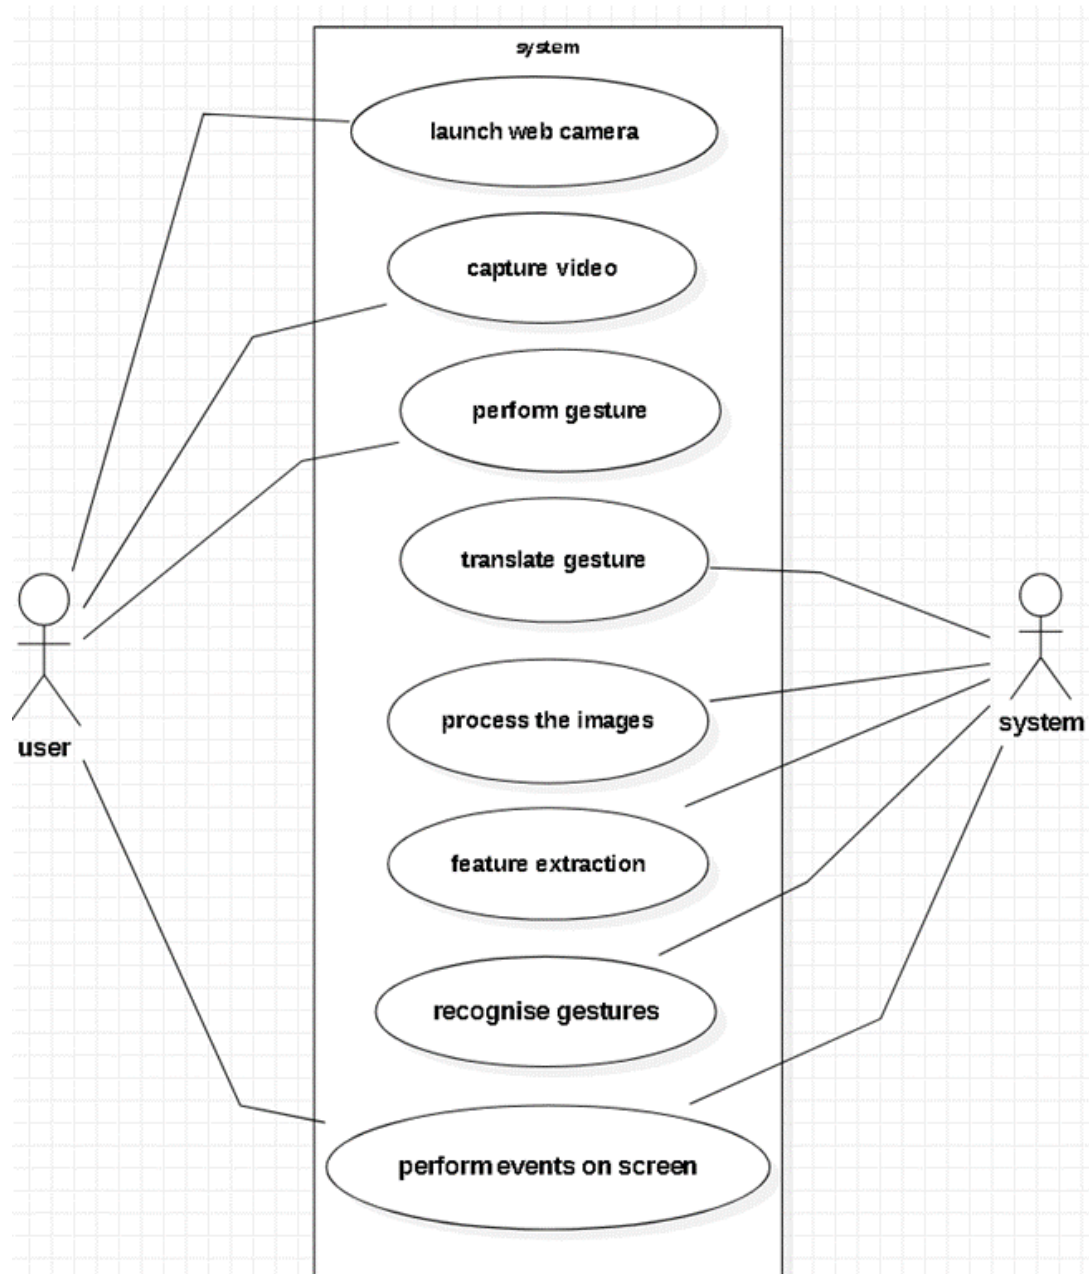 system
launch web camera
capture video
perform gesture
translate gesture
process the images
user
system
feature extraction
recognise gestures
perform events on screen